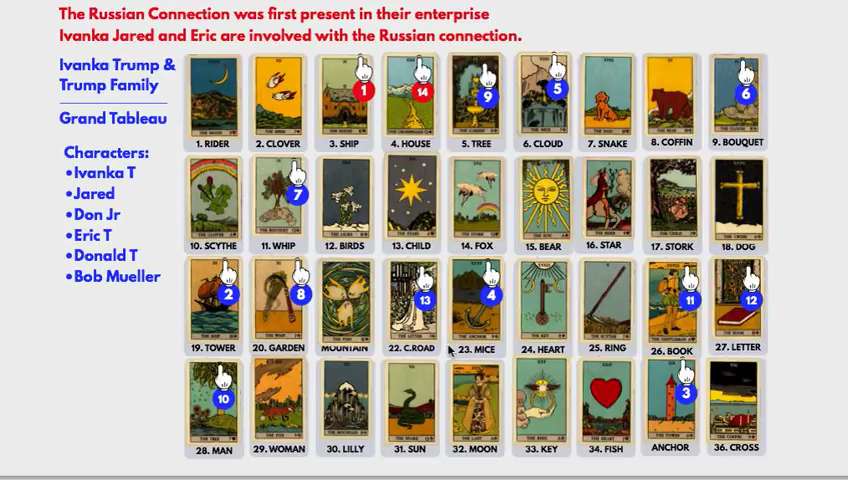 The Russian Connection was first present in their enterprise
Ivanka Jared and Eric are involved with the Russian connection.
Ivanka Trump &
Trump Family
Grand Tableau
Characters:
•Ivanka T
•Jared
•Don Jr
•Eric T
•Donald T
•Bob Mueller
1 14 9 5 6
1. RIDER 2. CLOVER 3. SHIP 4. HOUSE 5. TREE 6. CLOUD 7. SNAKE 8. COFFIN 9. BOUQUET
7
10. SCYTHE 11. WHIP 12. BIRDS 13. CHILD 14. FOX 15. BEAR 16. STAR 17. STORK 18. DOG
2 8 13 4 11 12
19. TOWER 20. GARDEN MOUNTAIN 22. C.ROAD 23. MICE 24. HEART 25. RING 26. BOOK 27. LETTER
10 3
28. MAN 29. WOMAN 30. LILLY 31. SUN 32. MOON 33. KEY 34. FISH ANCHOR 36. CROSS